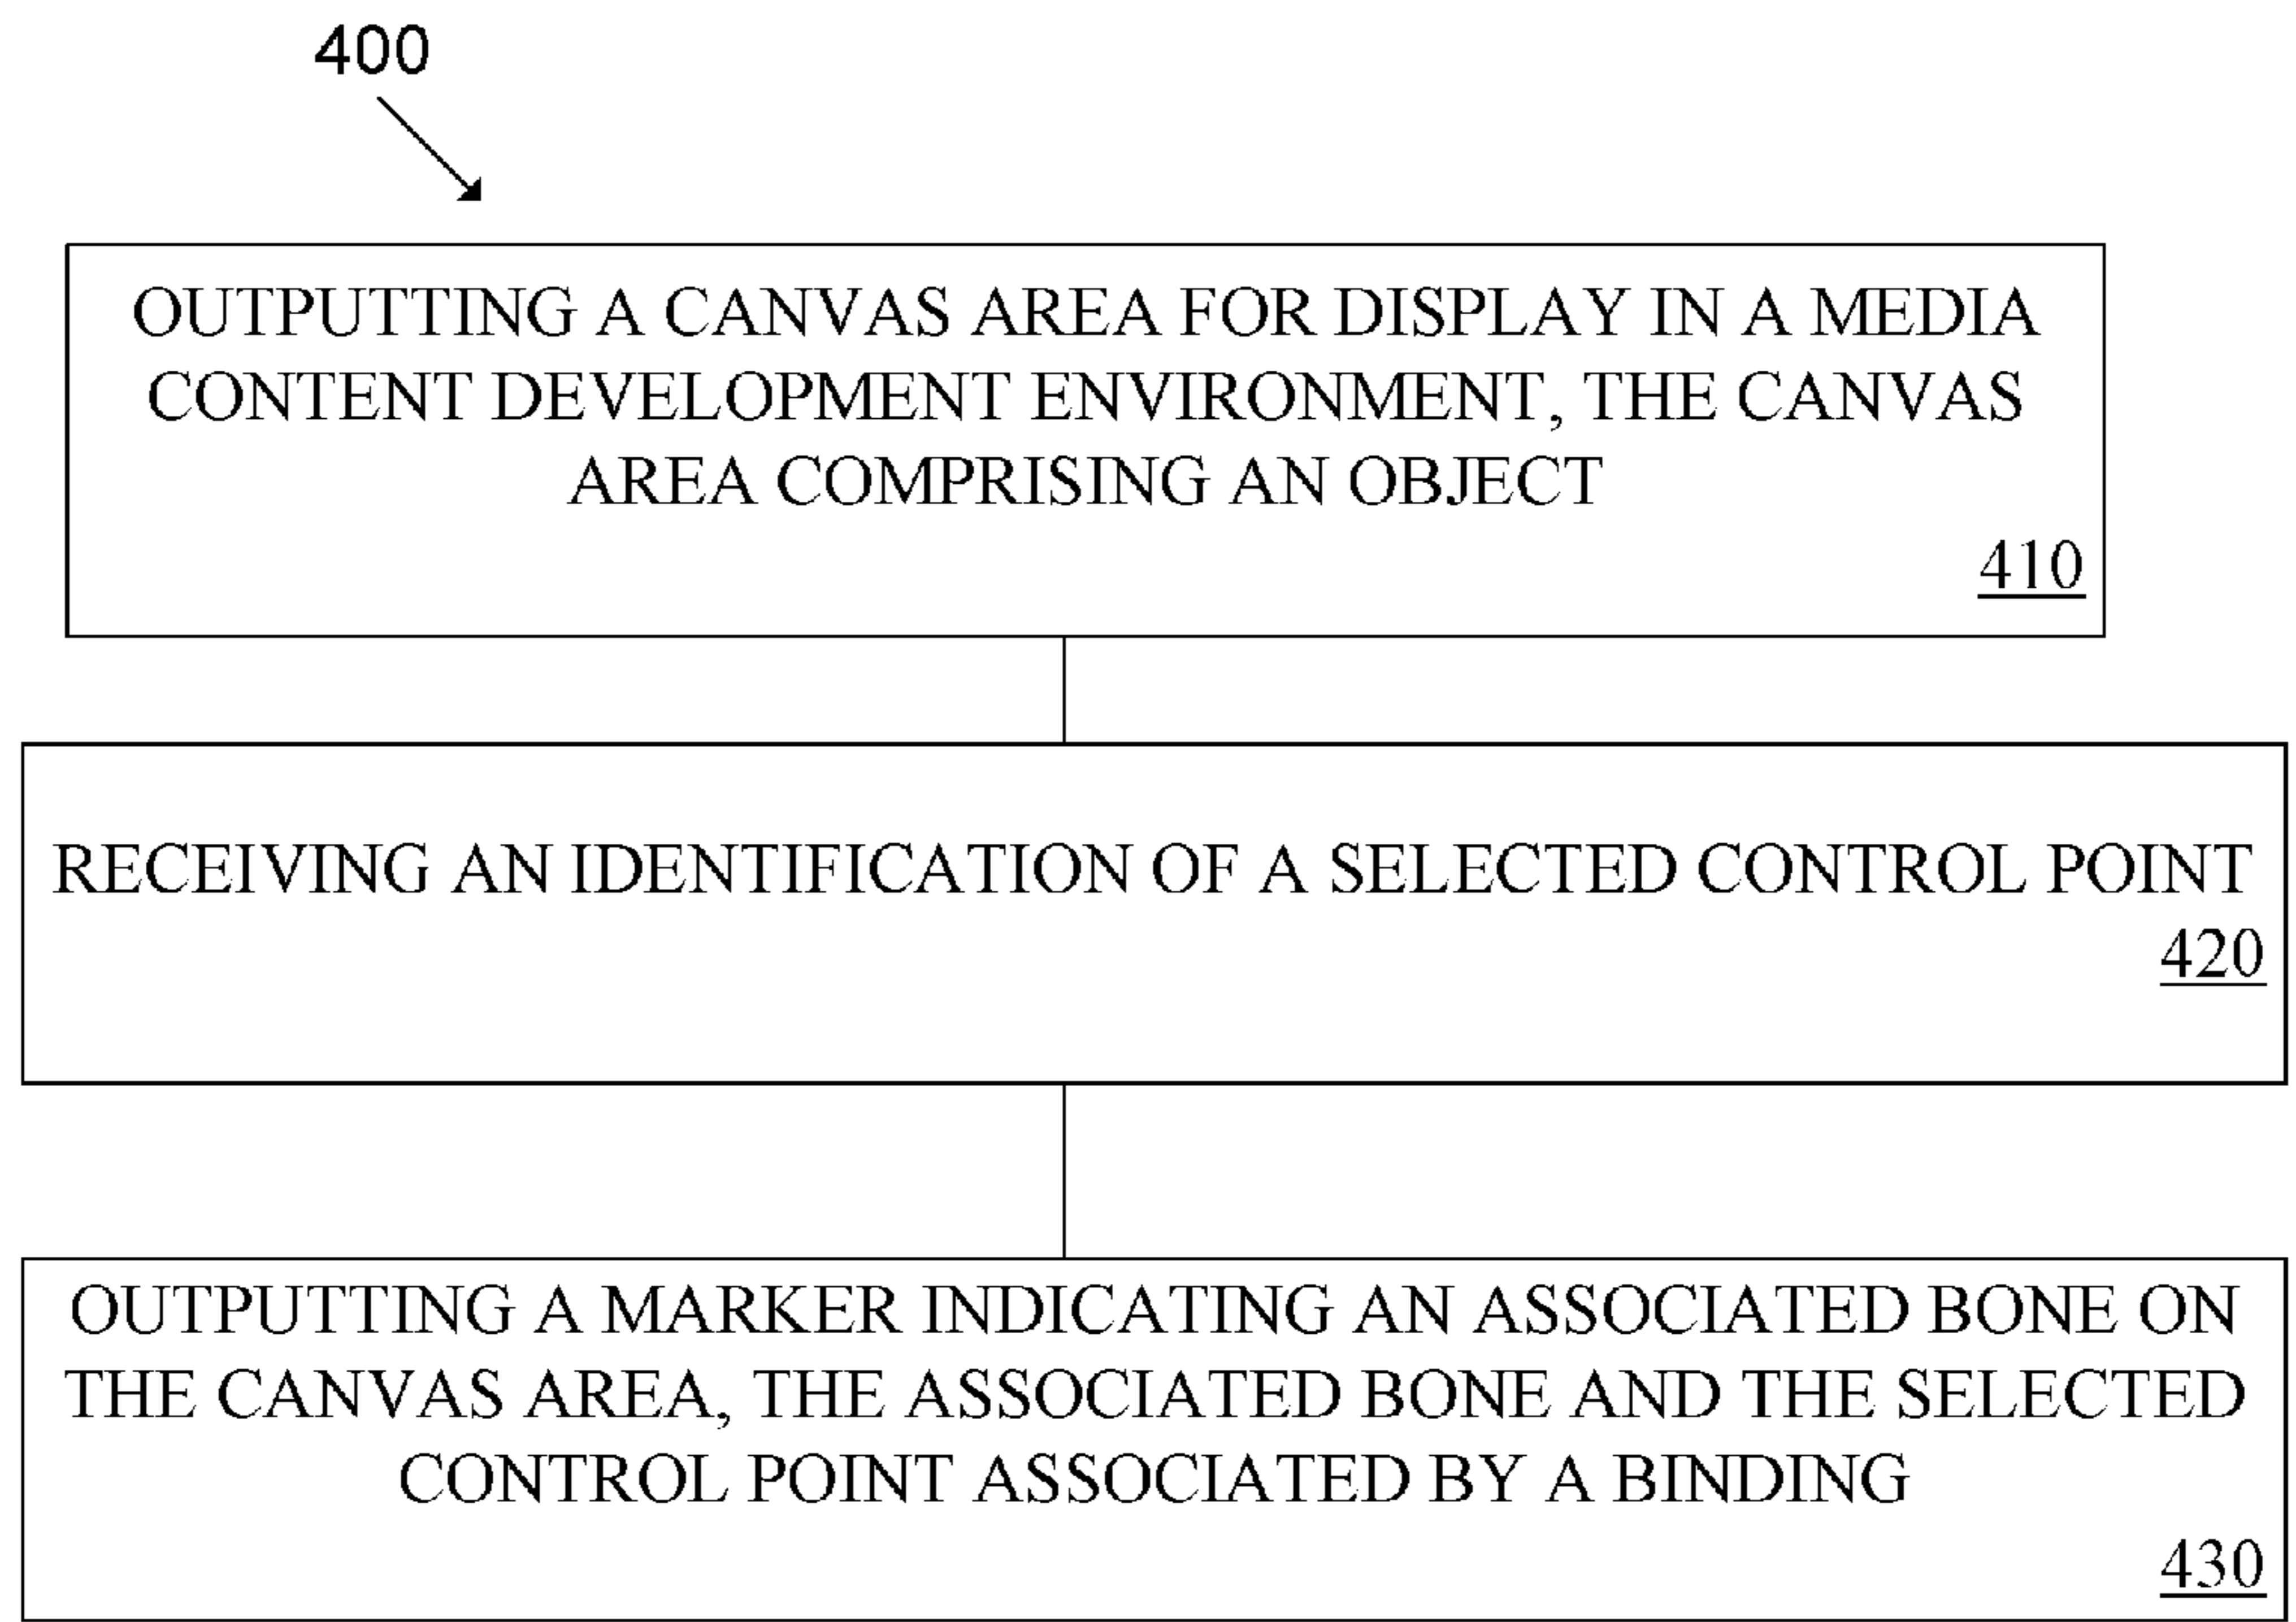 400
OUTPUTTING A CANVAS AREA FOR DISPLAY IN A MEDIA
CONTENT DEVELOPMENT ENVIRONMENT, THE CANVAS
AREA COMPRISING AN OBJECT
410
RECEIVING AN IDENTIFICATION OF A SELECTED CONTROL POINT
420
OUTPUTTING A MARKER INDICATING AN ASSOCIATED BONE ON
THE CANVAS AREA, THE ASSOCIATED BONE AND THE SELECTED
CONTROL POINT ASSOCIATED BY A BINDING
430